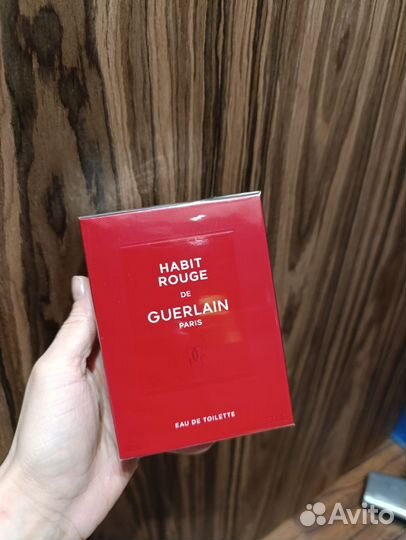 HABIT
ROUGE
DE
GUERLAIN
PARIS
EAU DE TOILETTE
Avito